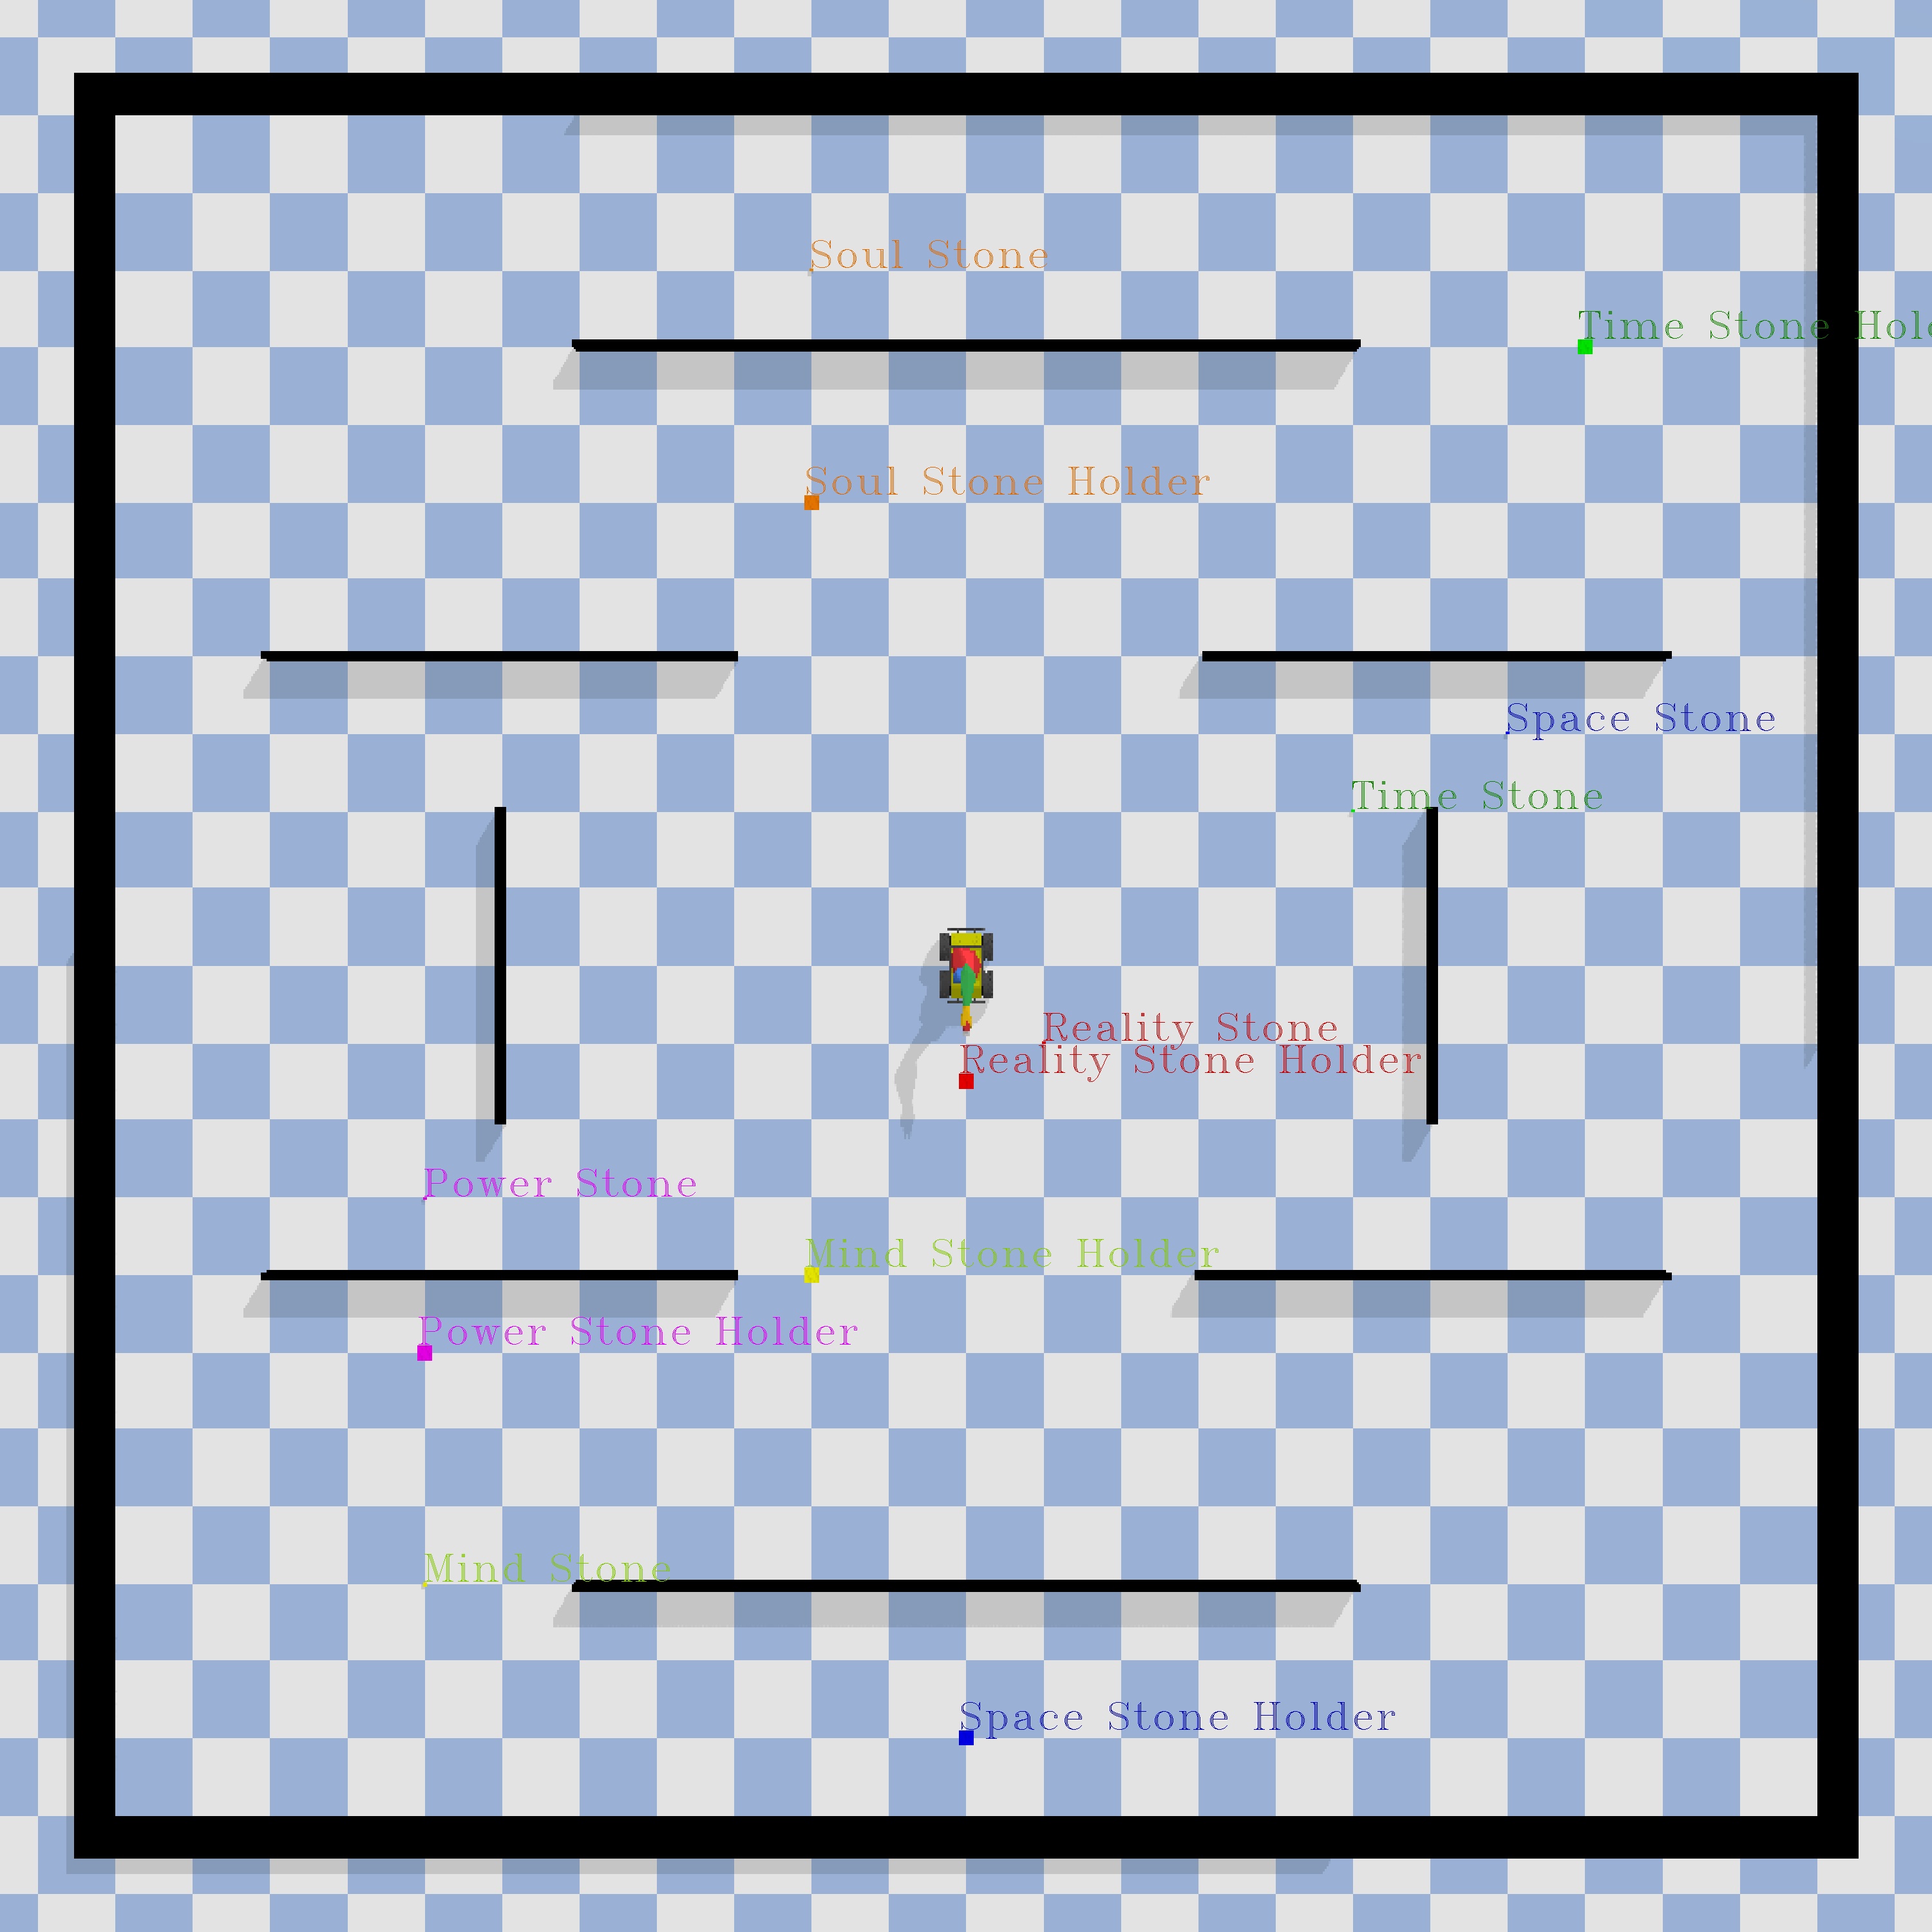 Soul Stone
Time Stone Hol
Soul Stone Holder
Space Stone
Time Stone
Reality Stone
Reality Stone Holder
Power Stone
Mind Stone Holder
Power Stone Holder
Mind Stone
Space Stone Holder